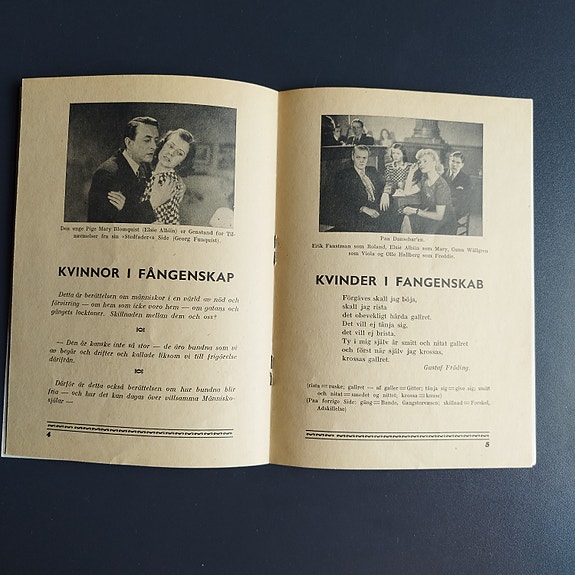 Den unge Pige Mary Blomquist (Elsie Albiin) er Genstand for Til-
nærmelser fra sin »Stedfader«s Side (Georg Funquist).
KVINNOR I FÅNGENSKAP
Detta är berättelsen om människor i en värld av nöd och
förvirring — om hem som icke voro hem — om gatans och
gängets locktoner. Skillnaden mellan dem och oss?
— Den är kanske inte så stor — de äro bundna som vi
av begär och drifter och kallade liksom vi till frigörelse
därifrån.
Därför är detta också berättelsen om hur bundna blir
fria — och hur det kan dagas över vilsamma Människo-
själar —
4
Paa Dansebar'en.
Erik Faustman som Roland, Elsie Albiin som Mary, Gunn Wållgren
som Viola og Olle Hallberg som Freddie.
KVINDER I FANGENSKAB
Förgäves skall jag böja,
skall jag rista
det obevekligt hårda gallret.
Det vill ej tänja sig,
det vill ej brista.
Ty i mig själv är smitt och nitat gallret
och först när själv jag krossas,
krossas gallret.
Gustaf Fröding.
(rista = ruske; gallret — af galler = Gitter; tänja sig = give sig; smitt
och nitat = smedet og nittet, krossa = knuse)
(Paa forrige Side: gäng = Bande, Gangstervæsen; skillnad = Forskel,
Adskillelse)
5